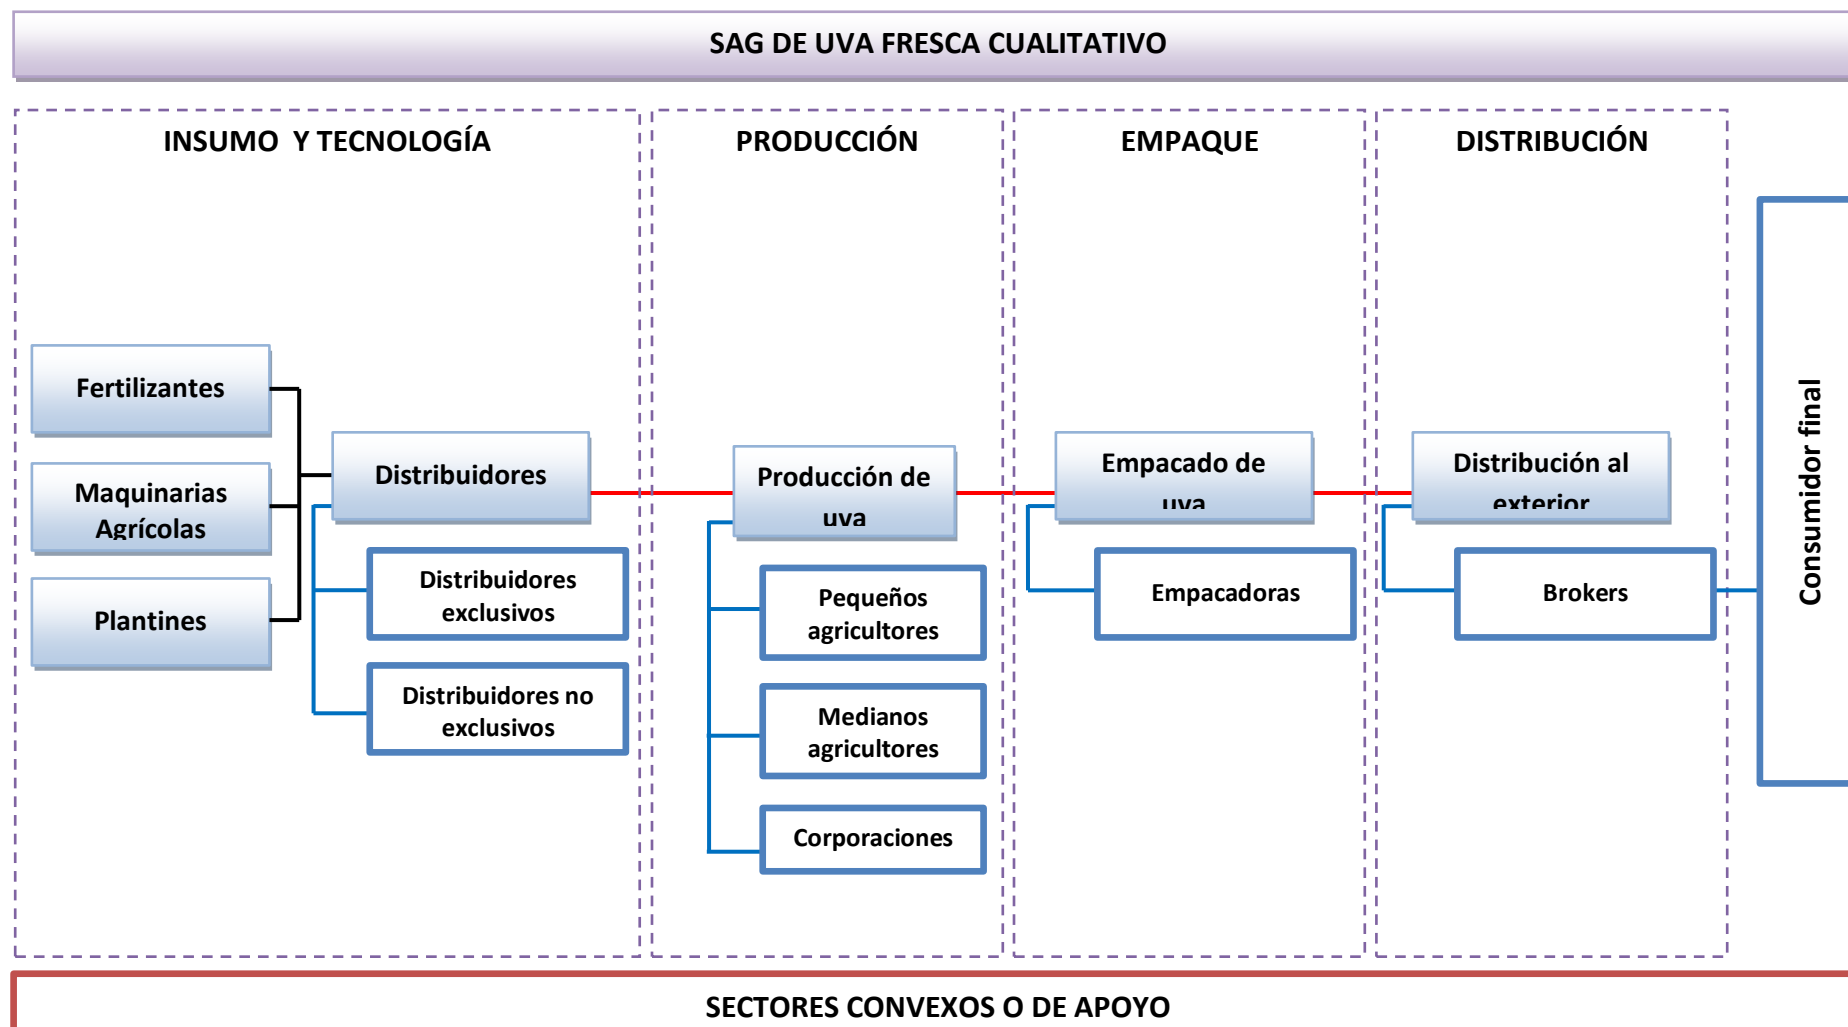 SAG DE UVA FRESCA CUALITATIVO
INSUMO Y TECNOLOGÍA
PRODUCCIÓN
EMPAQUE
DISTRIBUCIÓN
Fertilizantes
Maquinarias
Agrícolas
Plantines
Distribuidores
Distribuidores
exclusivos
Distribuidores no
exclusivos
Producción de
uva
Pequeños
agricultores
Medianos
agricultores
Corporaciones
Empacado de
uva
Empacadoras
Distribución al
exterior
Brokers
Consumidor final
SECTORES CONVEXOS O DE APOYO